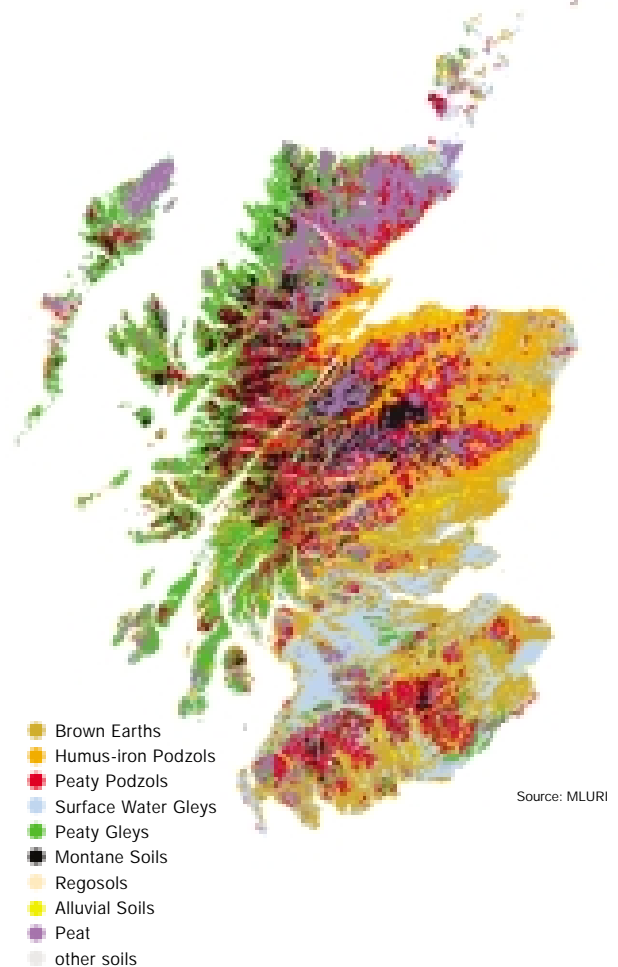 Brown Earths
Humus-iron Podzols
Peaty Podzols
Surface Water Gleys
Peaty Gleys
Montane Soils
Regosols
Alluvial Soils
Peat
other soils
Source: MLURI